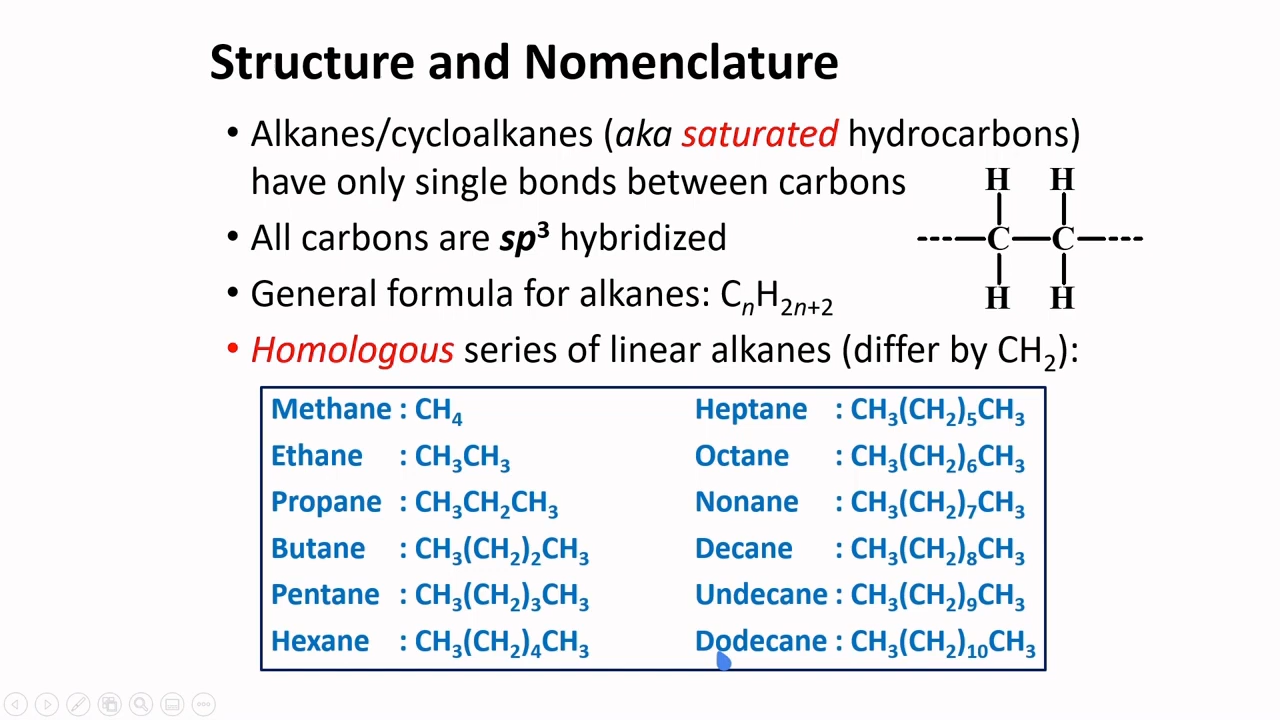 Structure and Nomenclature
• Alkanes/cycloalkanes (aka saturated hydrocarbons)
have only single bonds between carbons
H H
• All carbons are sp³ hybridized
---C—C---
• General formula for alkanes: CₙH₂ₙ₊₂
H H
• Homologous series of linear alkanes (differ by CH₂):
Methane : CH₄
Ethane : CH₃CH₃
Propane : CH₃CH₂CH₃
Butane : CH₃(CH₂)₂CH₃
Pentane : CH₃(CH₂)₃CH₃
Hexane : CH₃(CH₂)₄CH₃
Heptane : CH₃(CH₂)₅CH₃
Octane : CH₃(CH₂)₆CH₃
Nonane : CH₃(CH₂)₇CH₃
Decane : CH₃(CH₂)₈CH₃
Undecane : CH₃(CH₂)₉CH₃
Dodecane : CH₃(CH₂)₁₀CH₃